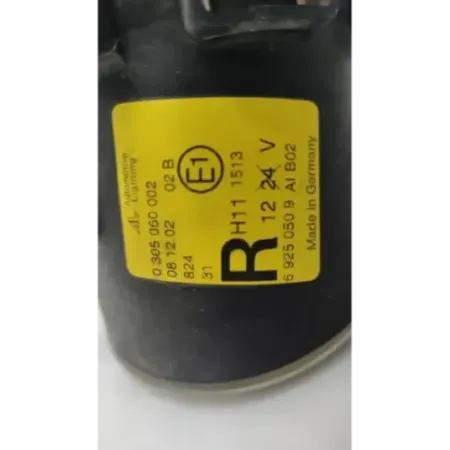 Automotive
Lighting
0 305 050 002
08.12.02 02 B
824
31
E1
R
H11 1513
12 24 V
6 925 050 9 AI B02
Made in Germany